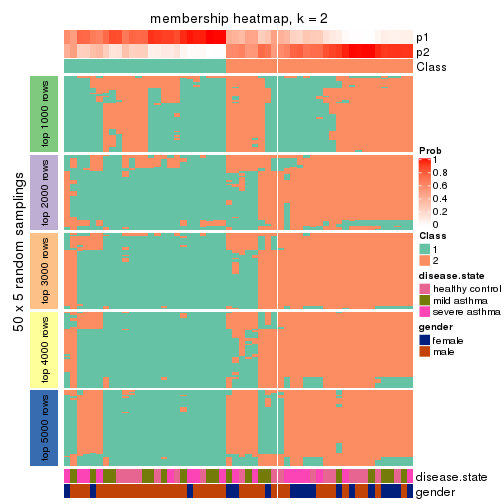 membership heatmap, k = 2
p1
p2
Class
50 x 5 random samplings
top 1000 rows
top 2000 rows
top 3000 rows
top 4000 rows
top 5000 rows
disease.state
gender
Prob
1
0.8
0.6
0.4
0.2
0
Class
1
2
disease.state
healthy control
mild asthma
severe asthma
gender
female
male